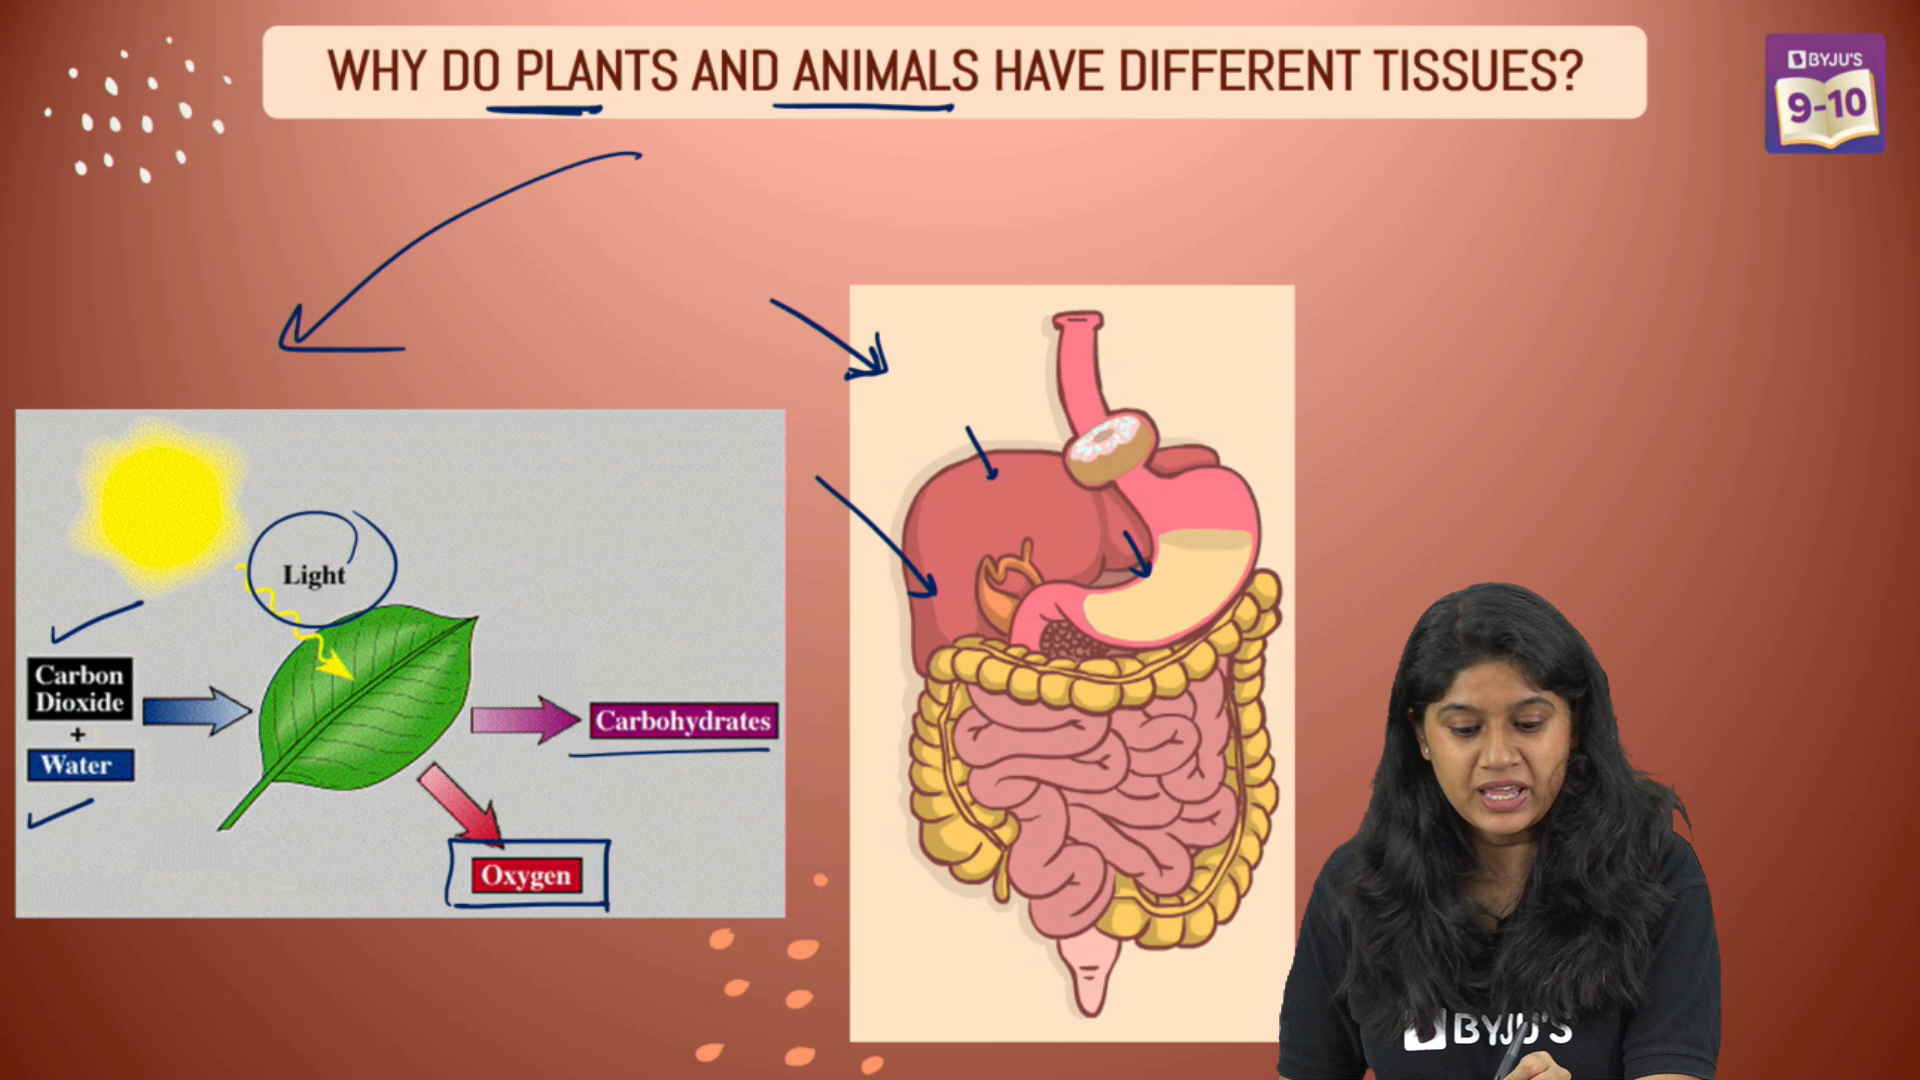 WHY DO PLANTS AND ANIMALS HAVE DIFFERENT TISSUES?
BYJU'S
9-10
Light
Carbon
Dioxide
+
Water
Carbohydrates
Oxygen
BYJU'S